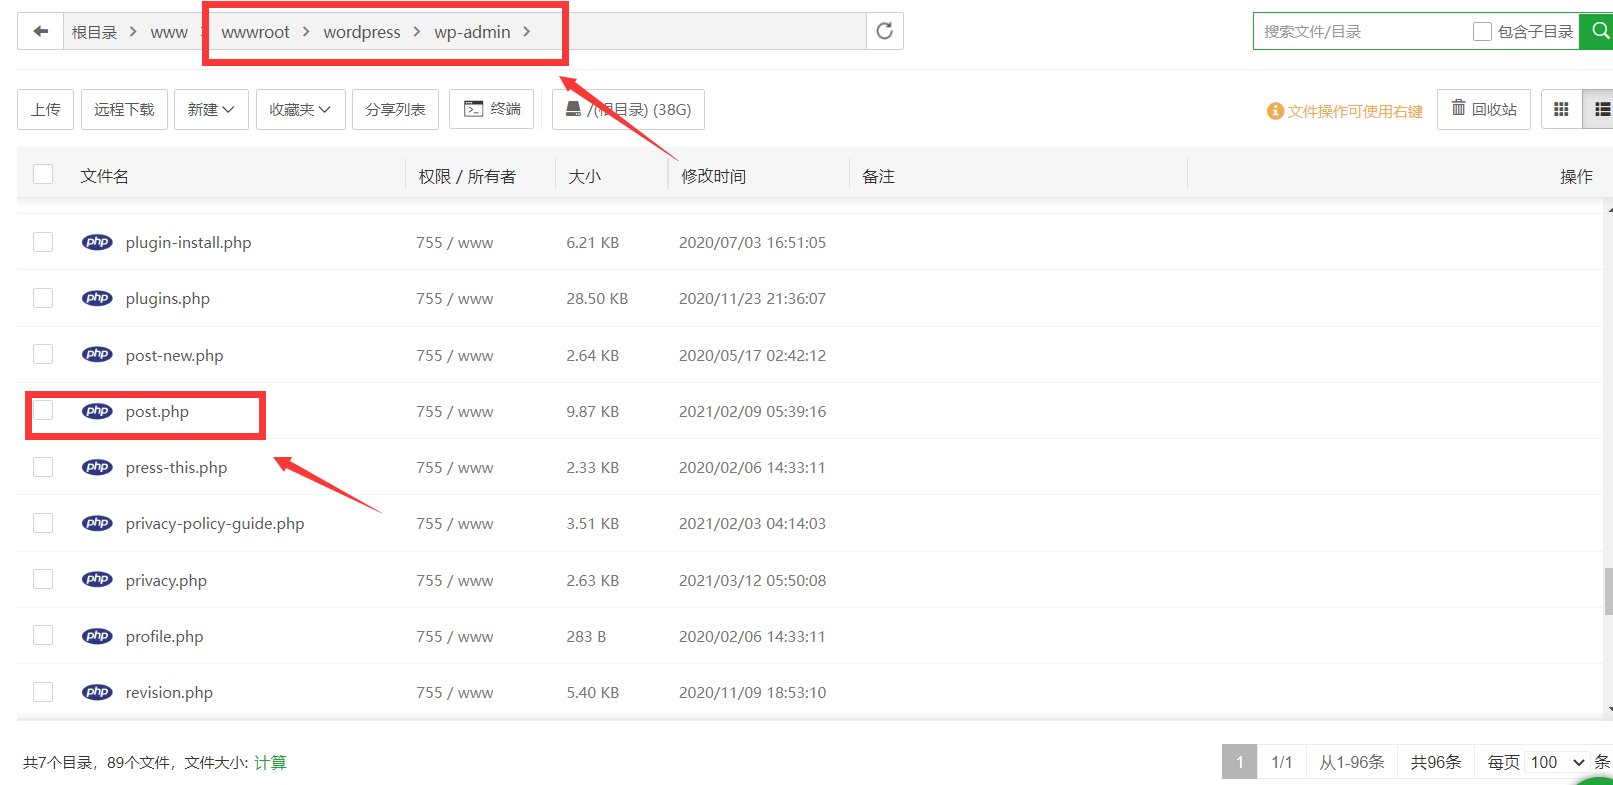 根目录 > www > wwwroot > wordpress > wp-admin >
搜索文件/目录 包含子目录
上传 远程下载 新建 收藏夹 分享列表 终端 /(根目录) (38G) 文件操作可使用右键 回收站
文件名 权限 / 所有者 大小 修改时间 备注 操作
php plugin-install.php 755 / www 6.21 KB 2020/07/03 16:51:05
php plugins.php 755 / www 28.50 KB 2020/11/23 21:36:07
php post-new.php 755 / www 2.64 KB 2020/05/17 02:42:12
php post.php 755 / www 9.87 KB 2021/02/09 05:39:16
php press-this.php 755 / www 2.33 KB 2020/02/06 14:33:11
php privacy-policy-guide.php 755 / www 3.51 KB 2021/02/03 04:14:03
php privacy.php 755 / www 2.63 KB 2021/03/12 05:50:08
php profile.php 755 / www 283 B 2020/02/06 14:33:11
php revision.php 755 / www 5.40 KB 2020/11/09 18:53:10
共7个目录，89个文件，文件大小: 计算 1 1/1 从1-96条 共96条 每页 100 条